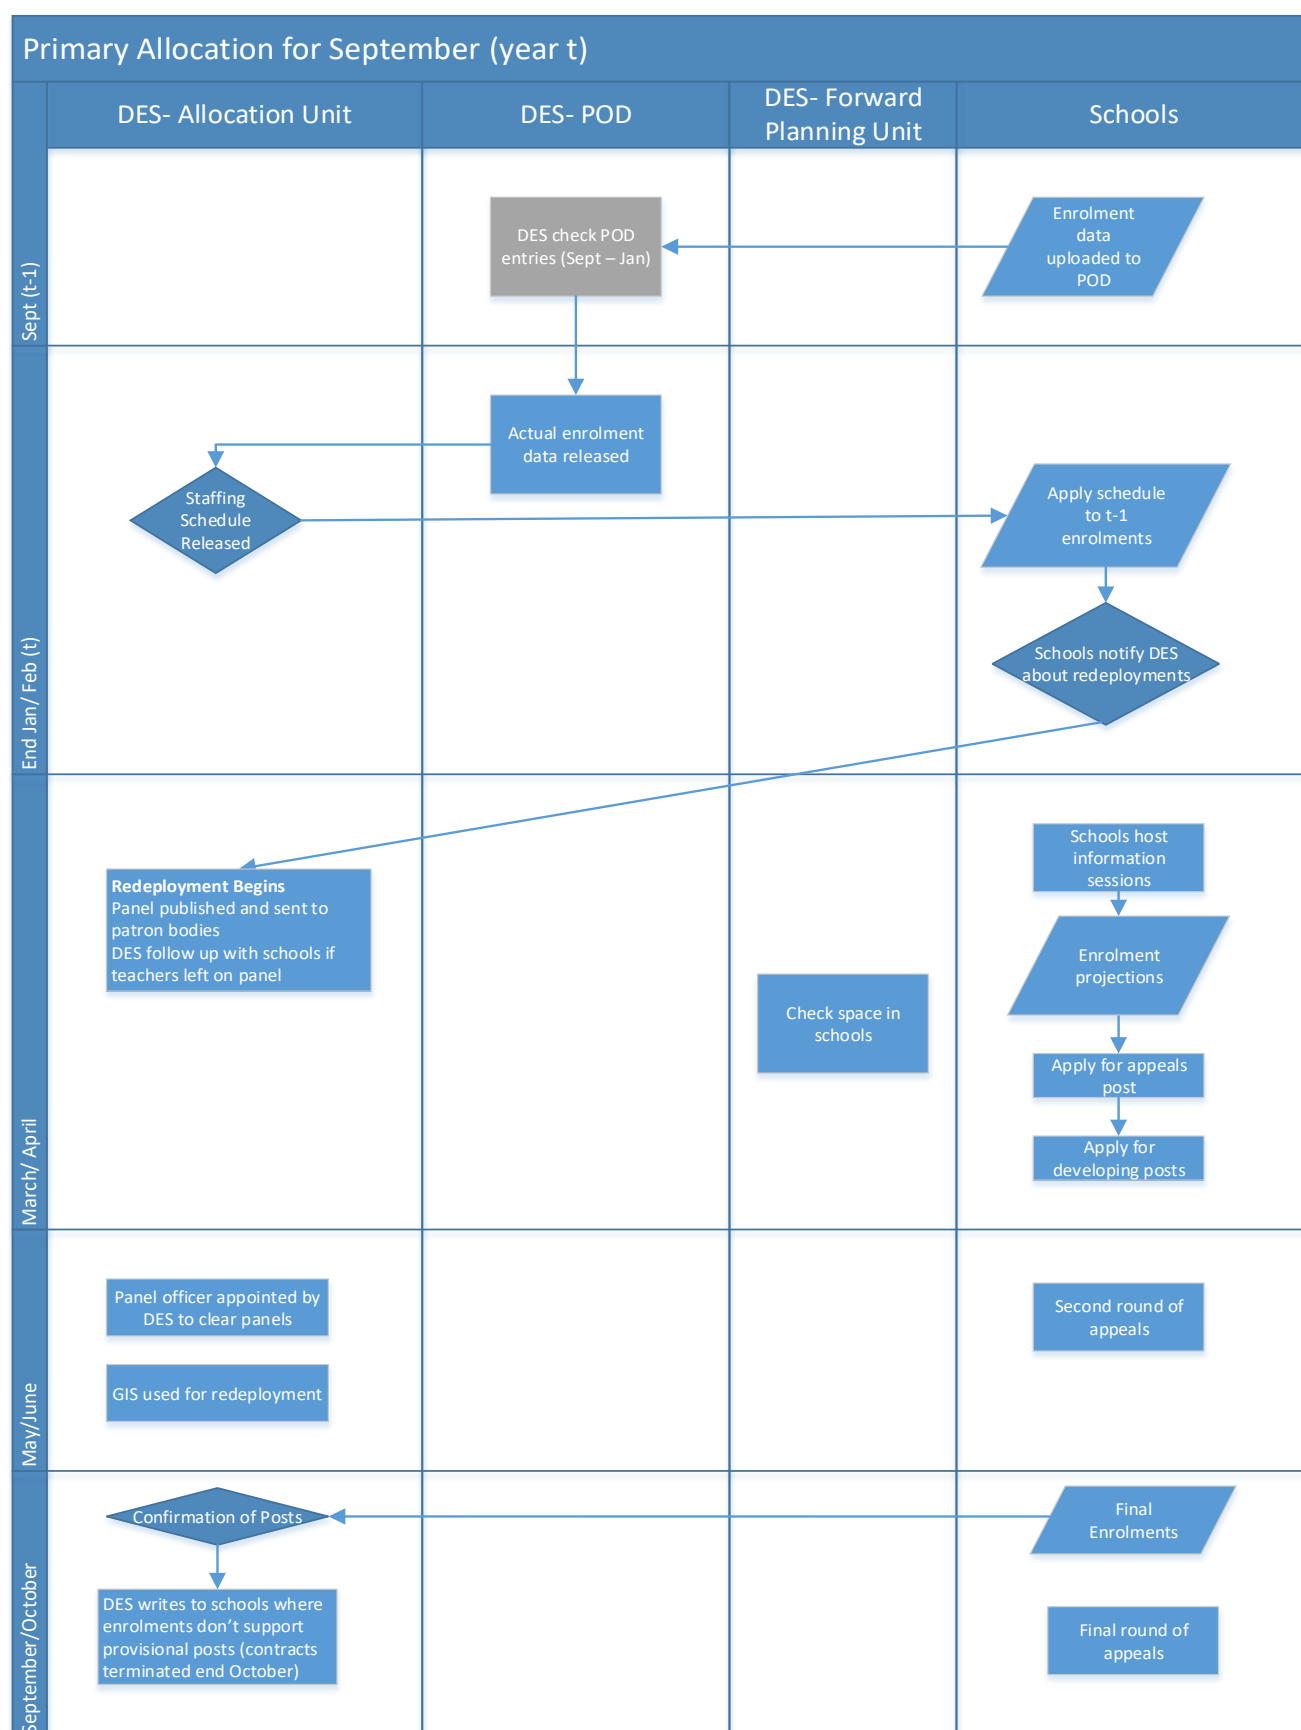 Primary Allocation for September (year t)
DES- Allocation Unit
DES- POD
DES- Forward
Planning Unit
Schools
Sept (t-1)
DES check POD
entries (Sept – Jan)
Enrolment
data
uploaded to
POD
End Jan/ Feb (t)
Actual enrolment
data released
Staffing
Schedule
Released
Apply schedule
to t-1
enrolments
Schools notify DES
about redeployments
March/ April
Redeployment Begins
Panel published and sent to
patron bodies
DES follow up with schools if
teachers left on panel
Check space in
schools
Schools host
information
sessions
Enrolment
projections
Apply for appeals
post
Apply for
developing posts
May/June
Panel officer appointed by
DES to clear panels
GIS used for redeployment
Second round of
appeals
September/October
Confirmation of Posts
DES writes to schools where
enrolments don’t support
provisional posts (contracts
terminated end October)
Final
Enrolments
Final round of
appeals